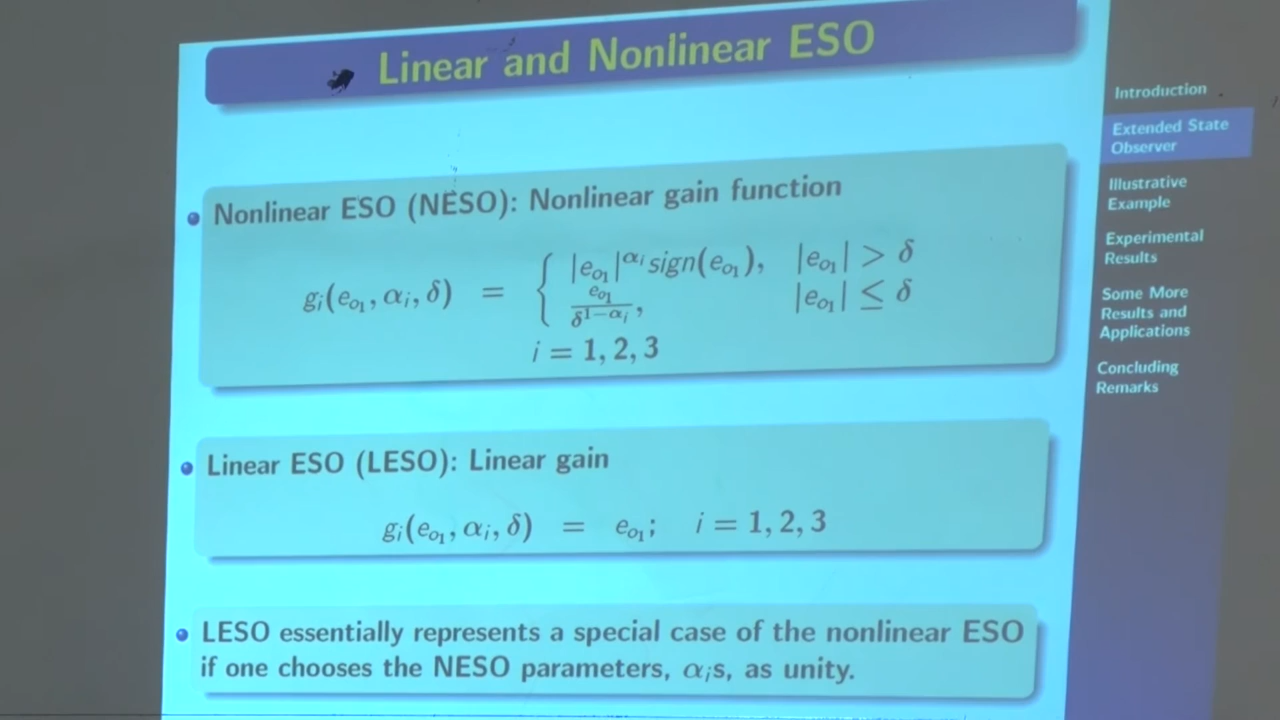 Linear and Nonlinear ESO
Nonlinear ESO (NESO): Nonlinear gain function
gᵢ(eₒ₁, αᵢ, δ) = { |eₒ₁|^αᵢ sign(eₒ₁), |eₒ₁| > δ
eₒ₁/δ^(1−αᵢ), |eₒ₁| ≤ δ
i = 1, 2, 3
Linear ESO (LESO): Linear gain
gᵢ(eₒ₁, αᵢ, δ) = eₒ₁; i = 1, 2, 3
LESO essentially represents a special case of the nonlinear ESO
if one chooses the NESO parameters, αᵢs, as unity.
Introduction
Extended State
Observer
Illustrative
Example
Experimental
Results
Some More
Results and
Applications
Concluding
Remarks